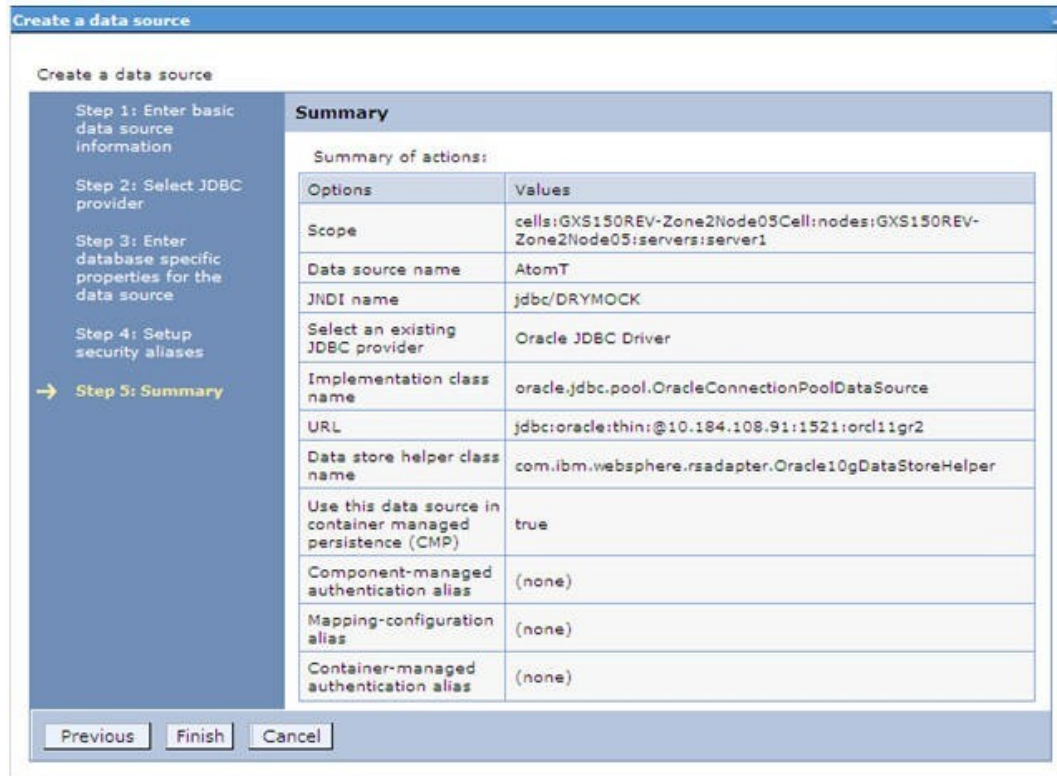 Create a data source
Create a data source
Step 1: Enter basic
data source
information
Step 2: Select JDBC
provider
Step 3: Enter
database specific
properties for the
data source
Step 4: Setup
security aliases
Step 5: Summary
Summary
Summary of actions:
Options Values
Scope cells:GXS150REV-Zone2Node05Cell:nodes:GXS150REV-
Zone2Node05:servers:server1
Data source name AtomT
JNDI name jdbc/DRYMOCK
Select an existing
JDBC provider Oracle JDBC Driver
Implementation class
name oracle.jdbc.pool.OracleConnectionPoolDataSource
URL jdbc:oracle:thin:@10.184.108.91:1521:orcl11gr2
Data store helper class
name com.ibm.websphere.rsadapter.Oracle10gDataStoreHelper
Use this data source in
container managed
persistence (CMP) true
Component-managed
authentication alias (none)
Mapping-configuration
alias (none)
Container-managed
authentication alias (none)
Previous Finish Cancel